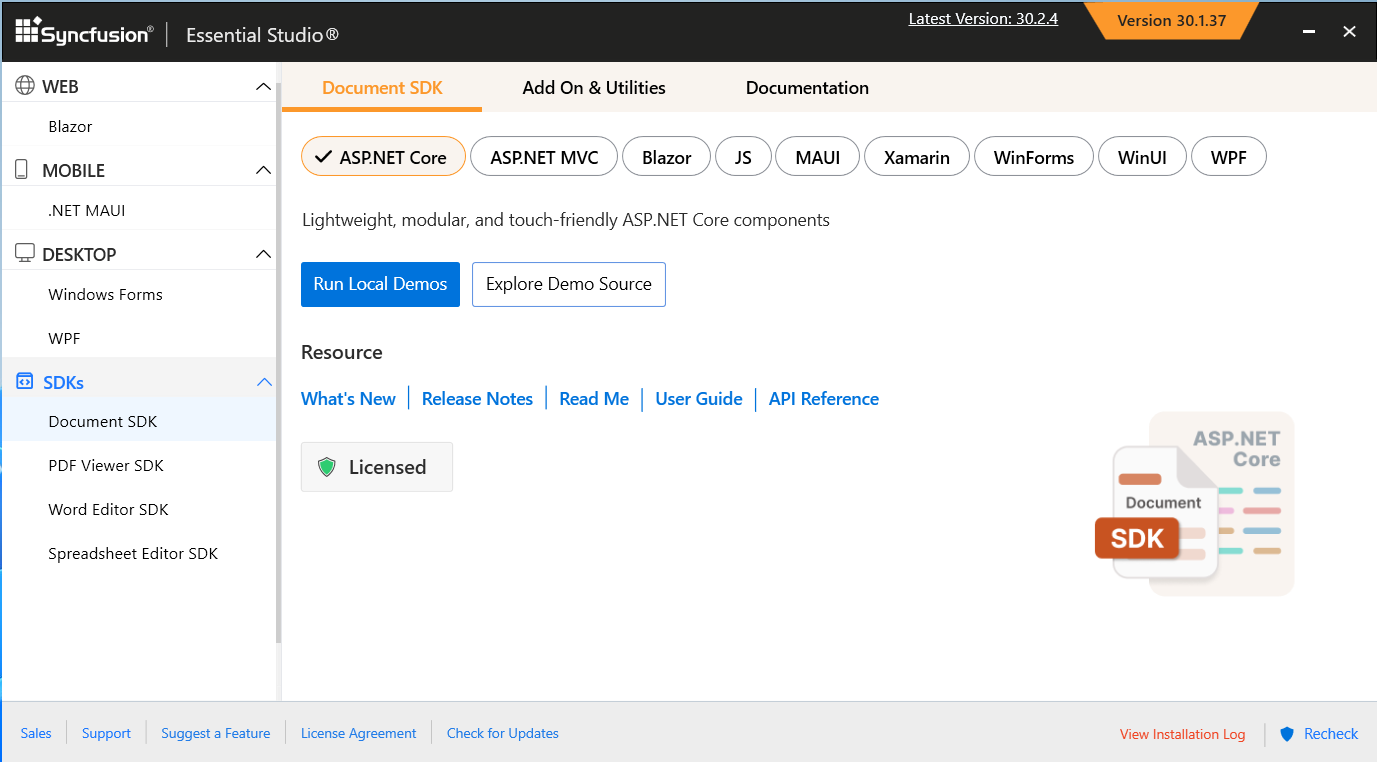 Syncfusion® Essential Studio®
Latest Version: 30.2.4
Version 30.1.37
WEB
Blazor
MOBILE
.NET MAUI
DESKTOP
Windows Forms
WPF
SDKs
Document SDK
PDF Viewer SDK
Word Editor SDK
Spreadsheet Editor SDK
Document SDK Add On & Utilities Documentation
ASP.NET Core ASP.NET MVC Blazor JS MAUI Xamarin WinForms WinUI WPF
Lightweight, modular, and touch-friendly ASP.NET Core components
Run Local Demos Explore Demo Source
Resource
What's New Release Notes Read Me User Guide API Reference
Licensed
ASP.NET
Core
Document
SDK
Sales Support Suggest a Feature License Agreement Check for Updates View Installation Log Recheck